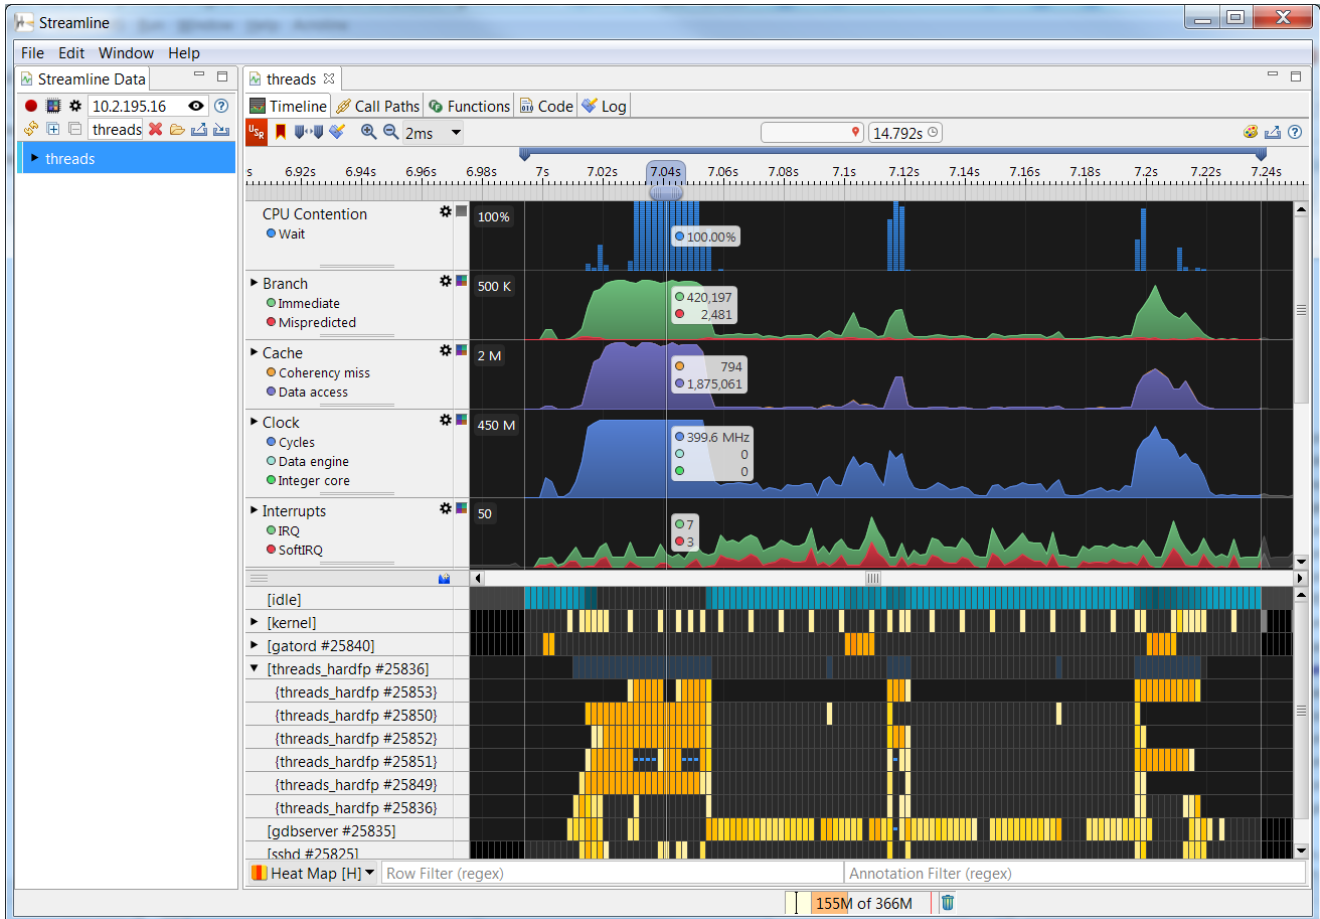 Streamline
File Edit Window Help
Streamline Data
threads
10.2.195.16
Timeline Call Paths Functions Code Log
threads
USR 2ms 14.792s
threads
s 6.92s 6.94s 6.96s 6.98s 7s 7.02s 7.04s 7.06s 7.08s 7.1s 7.12s 7.14s 7.16s 7.18s 7.2s 7.22s 7.24s
CPU Contention 100%
Wait 100.00%
Branch 500 K
Immediate 420,197
Mispredicted 2,481
Cache 2 M
Coherency miss 794
Data access 1,875,061
Clock 450 M
Cycles 399.6 MHz
Data engine 0
Integer core 0
Interrupts 50
IRQ 7
SoftIRQ 3
[idle]
[kernel]
[gatord #25840]
[threads_hardfp #25836]
{threads_hardfp #25853}
{threads_hardfp #25850}
{threads_hardfp #25852}
{threads_hardfp #25851}
{threads_hardfp #25849}
{threads_hardfp #25836}
[gdbserver #25835]
[sshd #25825]
Heat Map [H] Row Filter (regex) Annotation Filter (regex)
155M of 366M